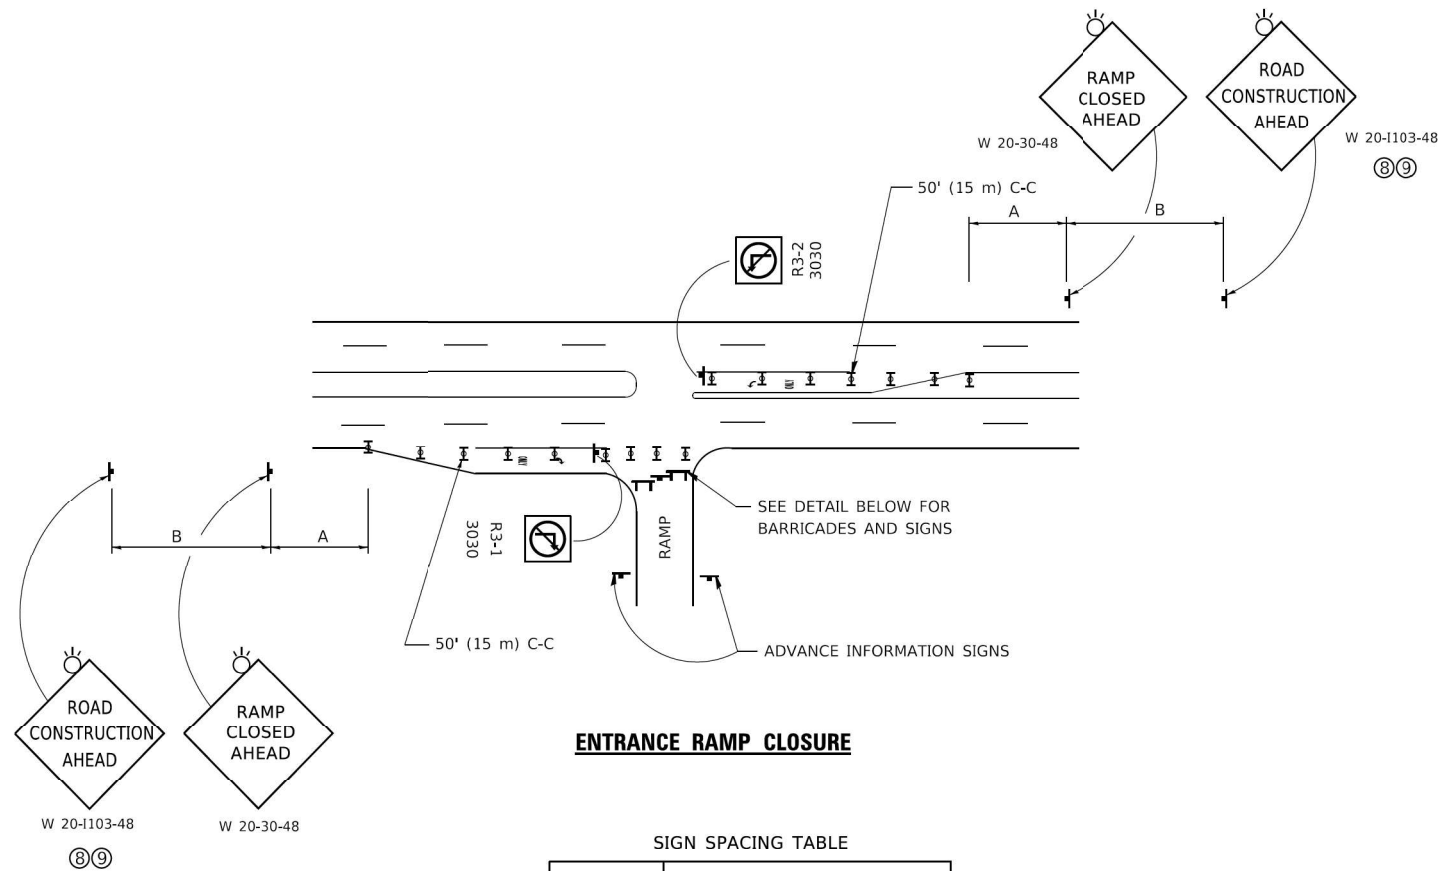 RAMP
CLOSED
AHEAD
W 20-30-48
ROAD
CONSTRUCTION
AHEAD
W 20-I103-48
⑧⑨
50' (15 m) C-C
A
B
R3-2
3030
SEE DETAIL BELOW FOR
BARRICADES AND SIGNS
RAMP
R3-1
3030
B
A
50' (15 m) C-C
ADVANCE INFORMATION SIGNS
ROAD
CONSTRUCTION
AHEAD
W 20-I103-48
⑧⑨
RAMP
CLOSED
AHEAD
W 20-30-48
ENTRANCE RAMP CLOSURE
SIGN SPACING TABLE